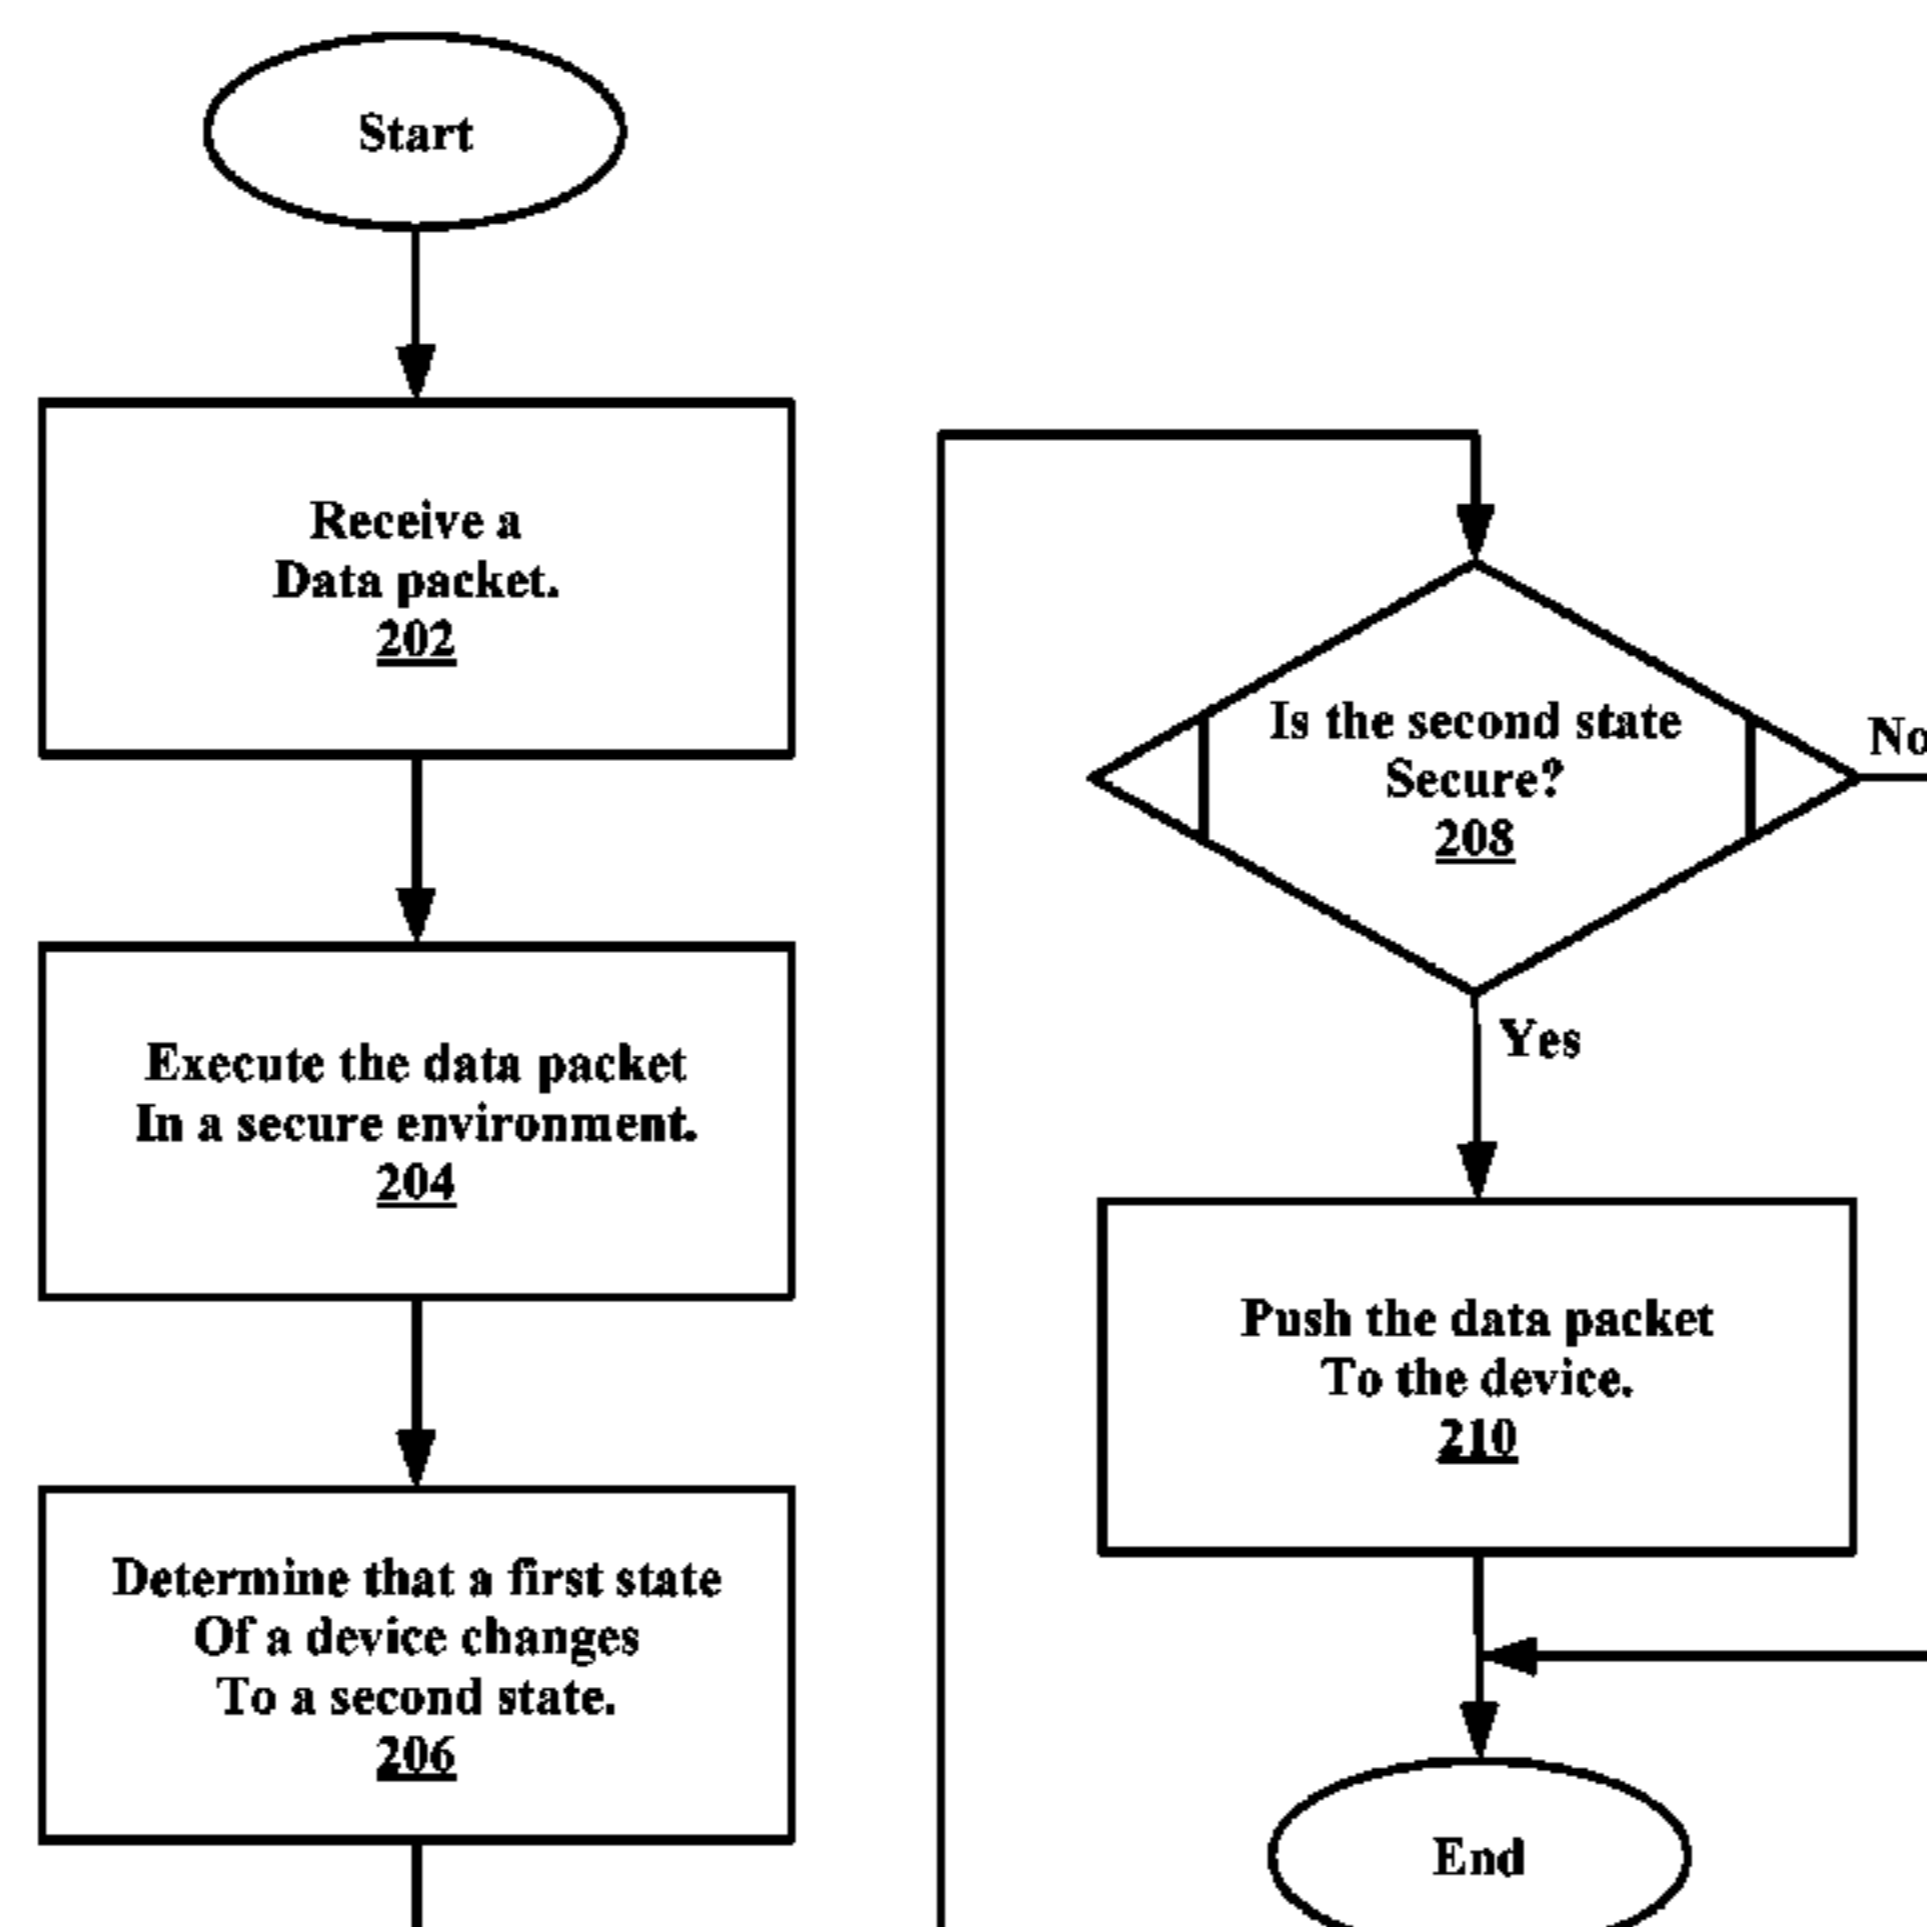 Start
Receive a
Data packet.
202
Execute the data packet
In a secure environment.
204
Determine that a first state
Of a device changes
To a second state.
206
Is the second state
Secure?
208
No
Yes
Push the data packet
To the device.
210
End